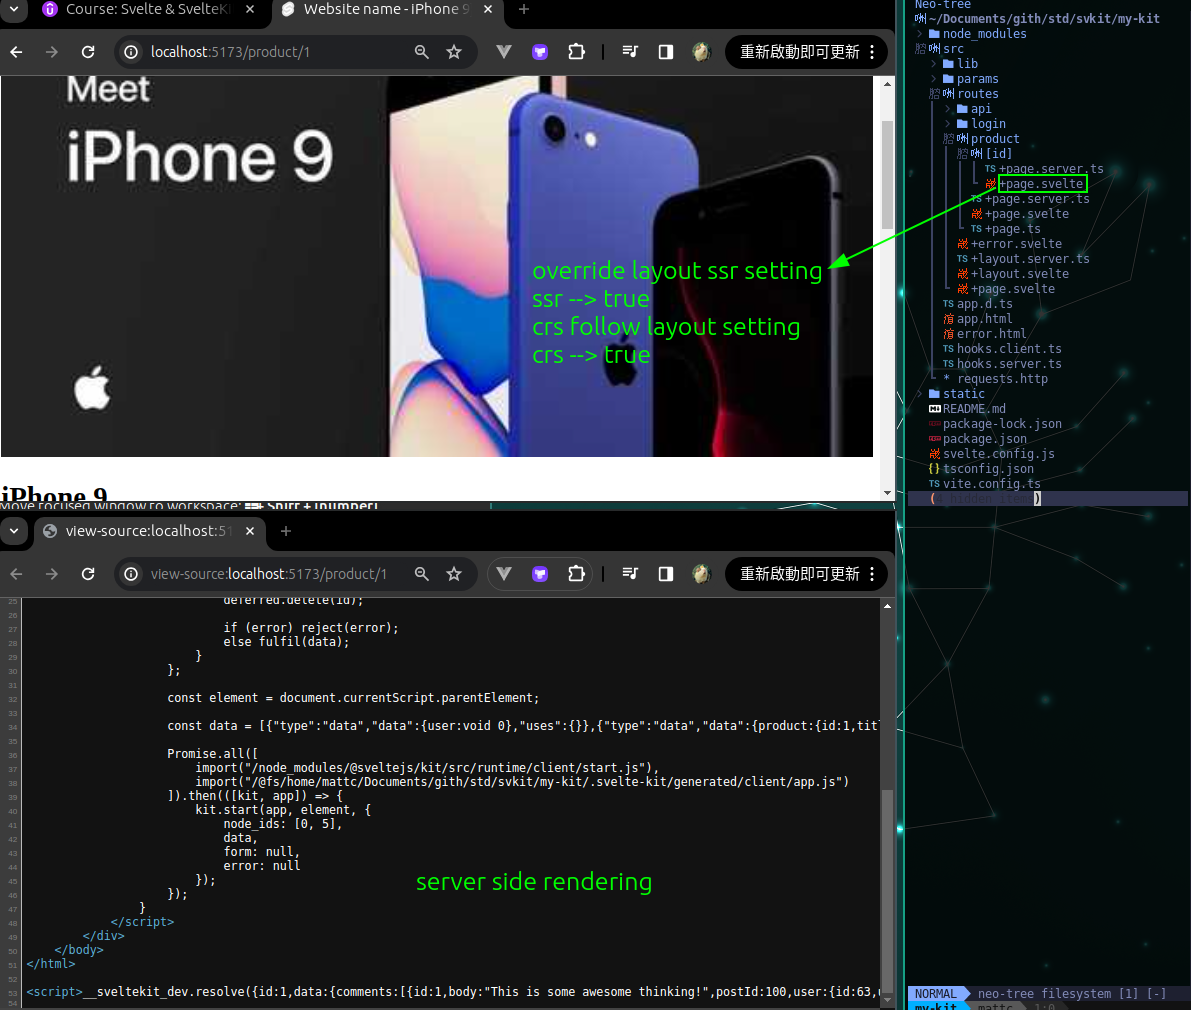 Course: Svelte & SvelteKi
Website name - iPhone 9
localhost:5173/product/1
重新啟動即可更新
Meet
iPhone 9
override layout ssr setting
ssr --> true
crs follow layout setting
crs --> true
iPhone 9
Move focused window to workspace:
+ Shift + [number]
view-source:localhost:51
view-source:localhost:5173/product/1
重新啟動即可更新
25 deferred.delete(id);
26
27 if (error) reject(error);
28 else fulfil(data);
29 }
30 };
31
32 const element = document.currentScript.parentElement;
33
34 const data = [{"type":"data","data":{user:void 0},"uses":{}},{"type":"data","data":{product:{id:1,titl
35
36 Promise.all([
37 import("/node_modules/@sveltejs/kit/src/runtime/client/start.js"),
38 import("/@fs/home/mattc/Documents/gith/std/svkit/my-kit/.svelte-kit/generated/client/app.js")
39 ]).then(([kit, app]) => {
40 kit.start(app, element, {
41 node_ids: [0, 5],
42 data,
43 form: null,
44 error: null
45 });
46 });
47 }
48 </script>
49 </div>
50 </body>
51 </html>
52
53 <script>__sveltekit_dev.resolve({id:1,data:{comments:[{id:1,body:"This is some awesome thinking!",postId:100,user:{id:63,u
54
server side rendering
Neo-tree
~/Documents/gith/std/svkit/my-kit
node_modules
src
lib
params
routes
api
login
product
[id]
TS +page.server.ts
+page.svelte
TS +page.server.ts
+page.svelte
TS +page.ts
+error.svelte
TS +layout.server.ts
+layout.svelte
+page.svelte
TS app.d.ts
app.html
error.html
TS hooks.client.ts
TS hooks.server.ts
* requests.http
static
README.md
package-lock.json
package.json
svelte.config.js
{} tsconfig.json
TS vite.config.ts
(4 hidden items)
NORMAL neo-tree filesystem [1] [-]
my-kit mattc 1:0